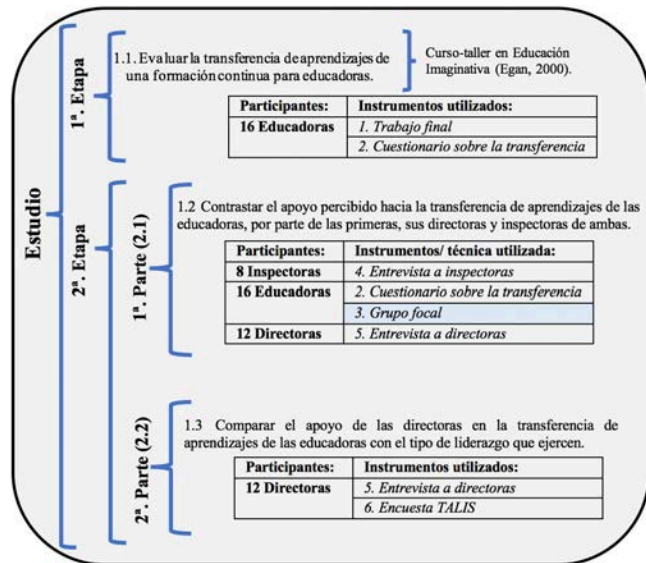 Estudio
1ª. Etapa
1.1. Evaluar la transferencia de aprendizajes de
una formación continua para educadoras.
Curso-taller en Educación
Imaginativa (Egan, 2000).
Participantes: Instrumentos utilizados:
16 Educadoras 1. Trabajo final
2. Cuestionario sobre la transferencia
2ª. Etapa
1ª. Parte (2.1)
1.2 Contrastar el apoyo percibido hacia la transferencia de aprendizajes de las
educadoras, por parte de las primeras, sus directoras y inspectoras de ambas.
Participantes: Instrumentos/ técnica utilizada:
8 Inspectoras 4. Entrevista a inspectoras
16 Educadoras 2. Cuestionario sobre la transferencia
3. Grupo focal
12 Directoras 5. Entrevista a directoras
2ª. Parte (2.2)
1.3 Comparar el apoyo de las directoras en la transferencia de
aprendizajes de las educadoras con el tipo de liderazgo que ejercen.
Participantes: Instrumentos utilizados:
12 Directoras 5. Entrevista a directoras
6. Encuesta TALIS